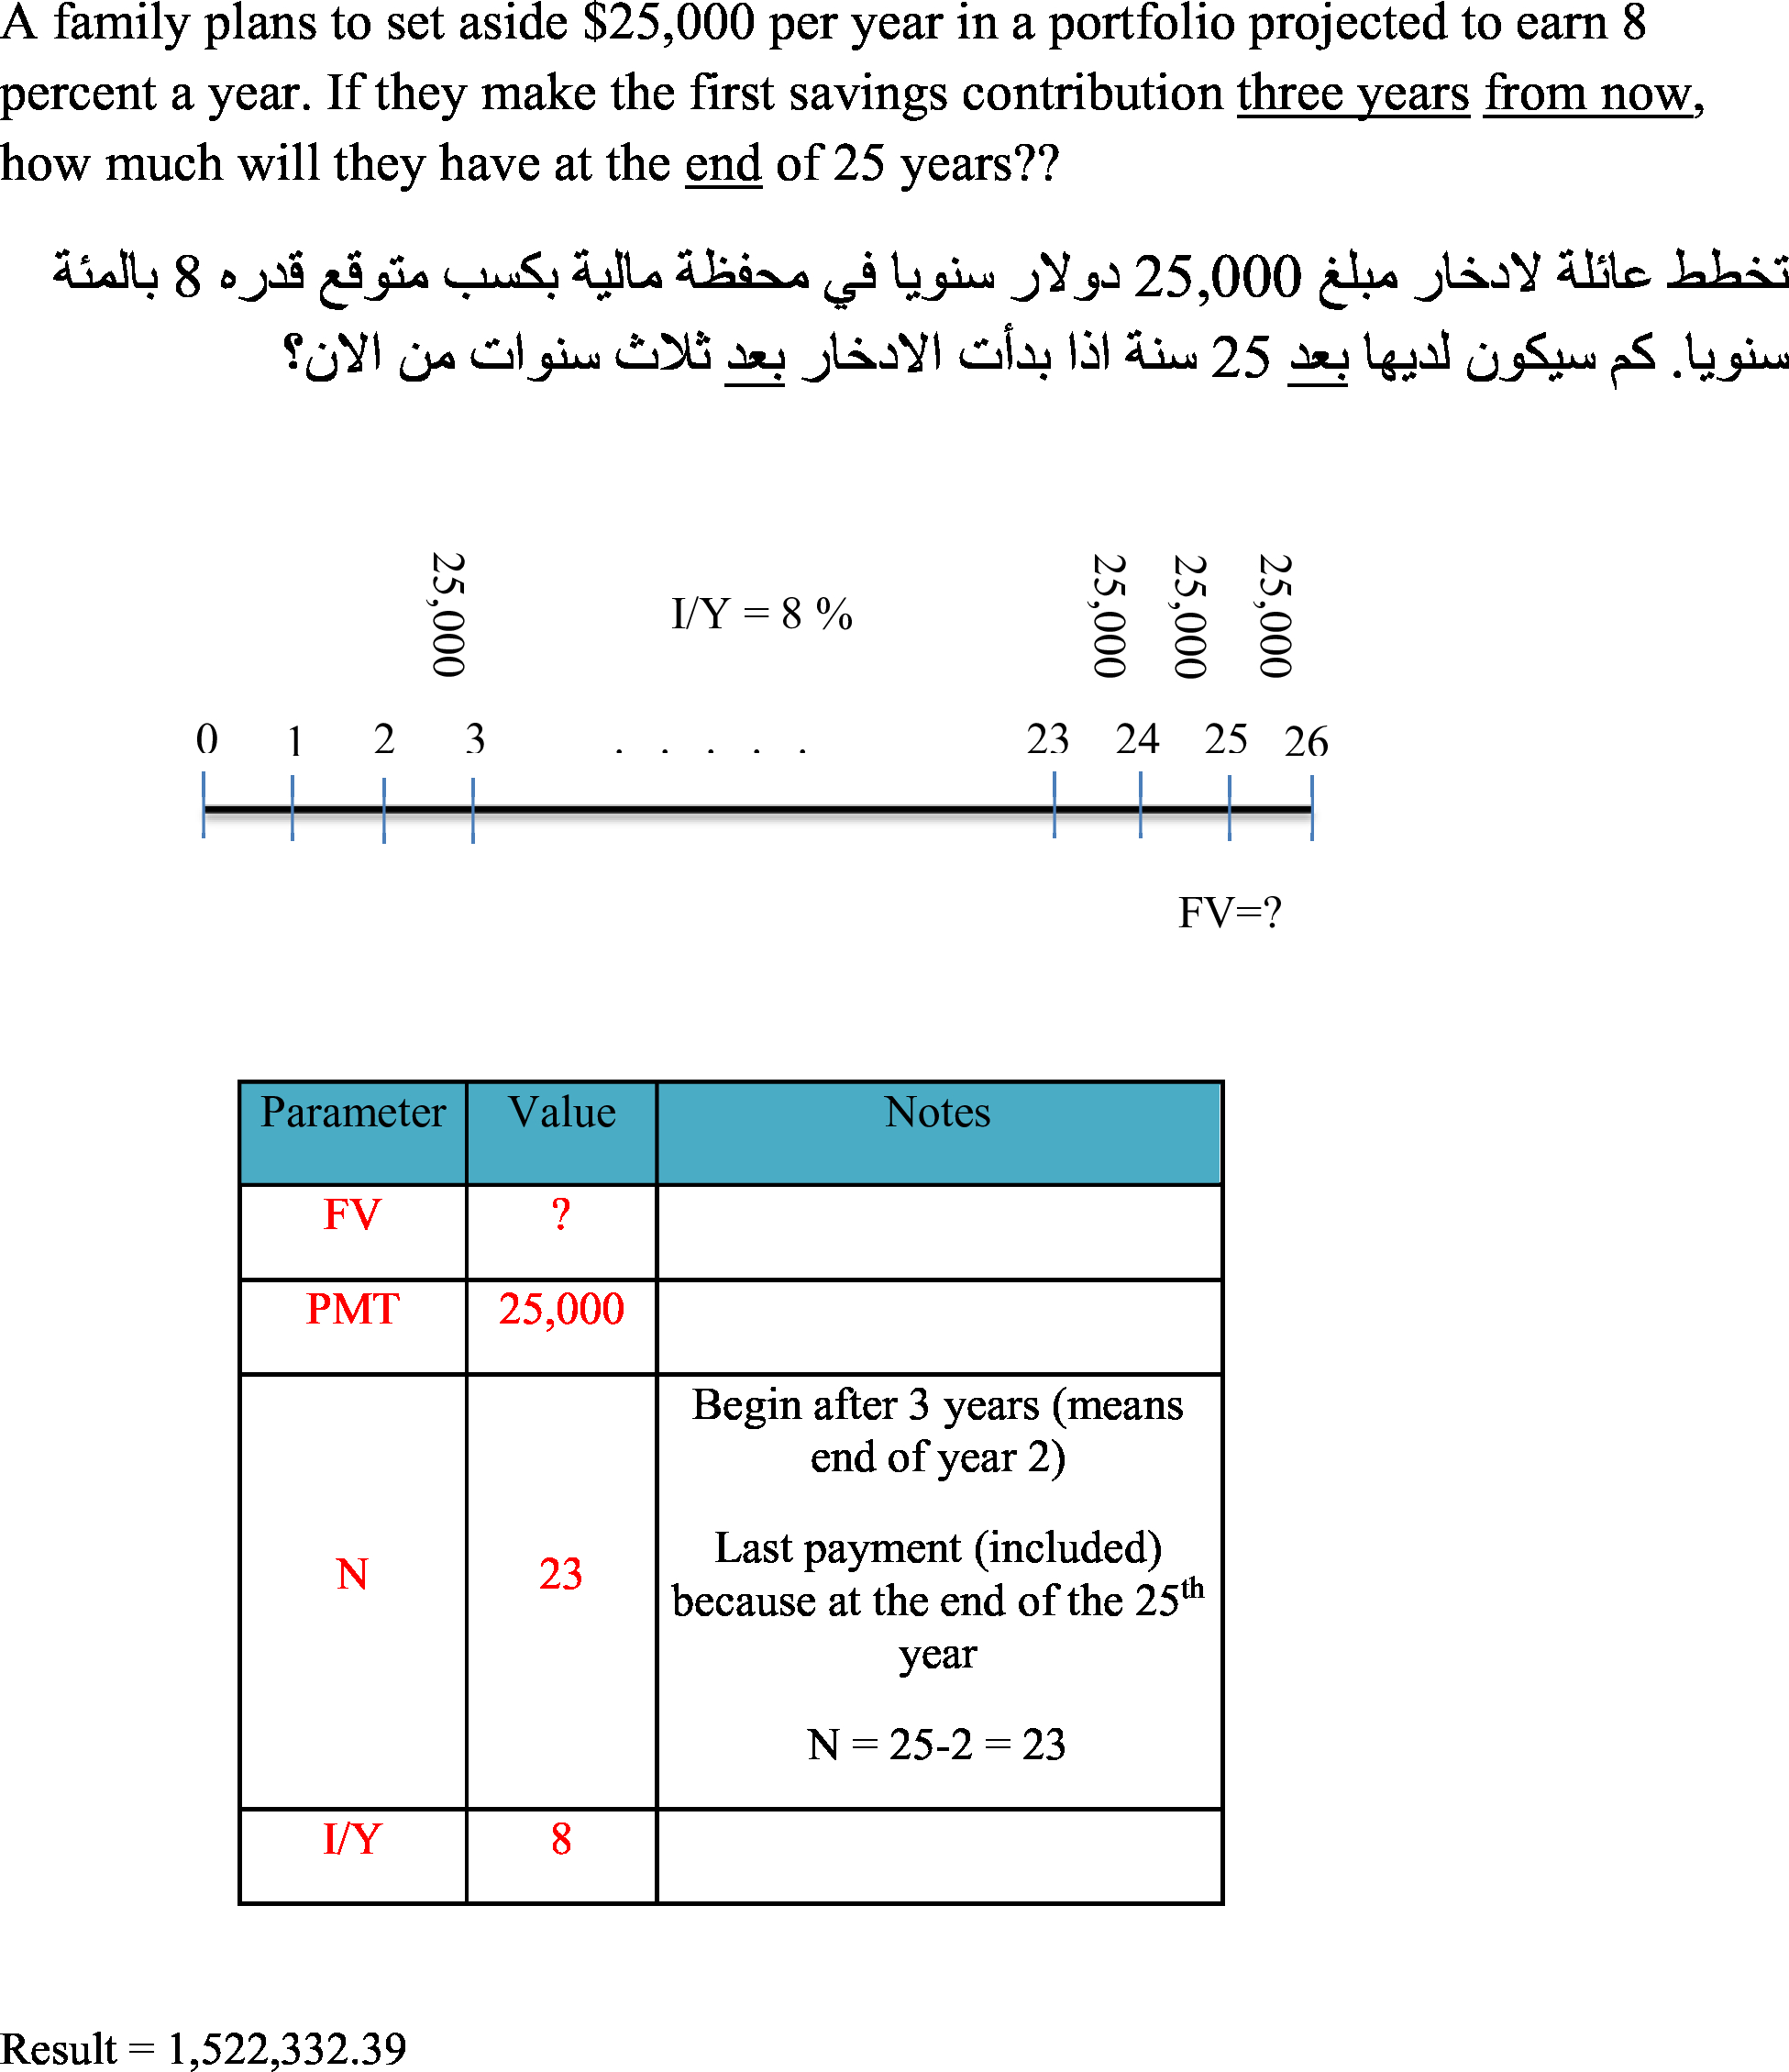 A family plans to set aside $25,000 per year in a portfolio projected to earn 8
percent a year. If they make the first savings contribution three years from now,
how much will they have at the end of 25 years??
تخطط عائلة لادخار مبلغ 25,000 دولار سنويا في محفظة مالية بكسب متوقع قدره 8 بالمئة
سنويا. كم سيكون لديها بعد 25 سنة اذا بدأت الادخار بعد ثلاث سنوات من الان؟
25,000
I/Y = 8 %
25,000
25,000
25,000
0 1 2 3 . . . . . 23 24 25 26
FV=?
Parameter Value Notes
FV ?
PMT 25,000
N 23
Begin after 3 years (means
end of year 2)
Last payment (included)
because at the end of the 25th
year
N = 25-2 = 23
I/Y 8
Result = 1,522,332.39